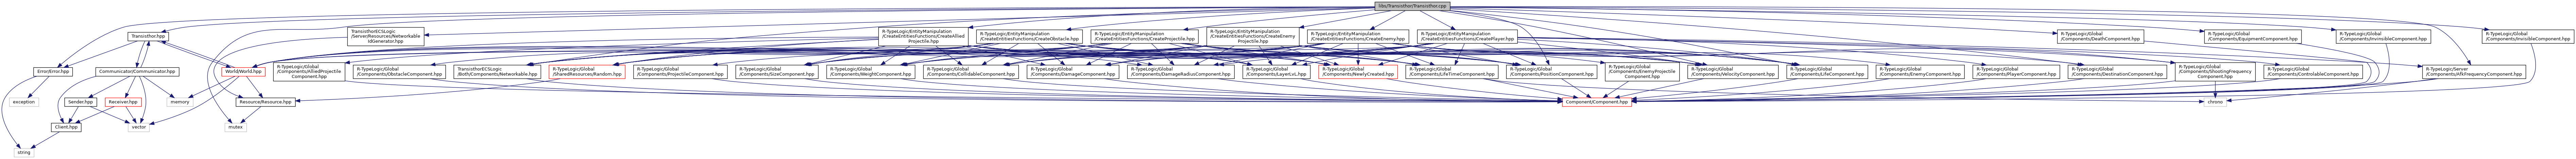 libs/Transisthor/Transisthor.cpp
Transisthor.hpp
TransisthorECSLogic
/Server/Resources/Networkable
IdGenerator.hpp
R-TypeLogic/EntityManipulation
/CreateEntitiesFunctions/CreateAllied
Projectile.hpp
R-TypeLogic/EntityManipulation
/CreateEntitiesFunctions/CreateObstacle.hpp
R-TypeLogic/EntityManipulation
/CreateEntitiesFunctions/CreateProjectile.hpp
R-TypeLogic/EntityManipulation
/CreateEntitiesFunctions/CreateEnemy
Projectile.hpp
R-TypeLogic/EntityManipulation
/CreateEntitiesFunctions/CreateEnemy.hpp
R-TypeLogic/EntityManipulation
/CreateEntitiesFunctions/CreatePlayer.hpp
R-TypeLogic/Global
/Components/DeathComponent.hpp
R-TypeLogic/Global
/Components/EquipmentComponent.hpp
R-TypeLogic/Global
/Components/InvinsibleComponent.hpp
R-TypeLogic/Global
/Components/InvisibleComponent.hpp
Error/Error.hpp
Communicator/Communicator.hpp
World/World.hpp
R-TypeLogic/Global
/Components/AlliedProjectile
Component.hpp
R-TypeLogic/Global
/Components/ObstacleComponent.hpp
TransisthorECSLogic
/Both/Components/Networkable.hpp
R-TypeLogic/Global
/SharedResources/Random.hpp
R-TypeLogic/Global
/Components/ProjectileComponent.hpp
R-TypeLogic/Global
/Components/SizeComponent.hpp
R-TypeLogic/Global
/Components/WeightComponent.hpp
R-TypeLogic/Global
/Components/CollidableComponent.hpp
R-TypeLogic/Global
/Components/DamageComponent.hpp
R-TypeLogic/Global
/Components/DamageRadiusComponent.hpp
R-TypeLogic/Global
/Components/LayerLvL.hpp
R-TypeLogic/Global
/Components/NewlyCreated.hpp
R-TypeLogic/Global
/Components/LifeTimeComponent.hpp
R-TypeLogic/Global
/Components/PositionComponent.hpp
R-TypeLogic/Global
/Components/EnemyProjectile
Component.hpp
R-TypeLogic/Global
/Components/VelocityComponent.hpp
R-TypeLogic/Global
/Components/LifeComponent.hpp
R-TypeLogic/Global
/Components/EnemyComponent.hpp
R-TypeLogic/Global
/Components/PlayerComponent.hpp
R-TypeLogic/Global
/Components/DestinationComponent.hpp
R-TypeLogic/Global
/Components/ShootingFrequency
Component.hpp
R-TypeLogic/Global
/Components/ControlableComponent.hpp
R-TypeLogic/Server
/Components/AfkFrequencyComponent.hpp
exception
Sender.hpp
Receiver.hpp
memory
Resource/Resource.hpp
Component/Component.hpp
chrono
Client.hpp
vector
mutex
string